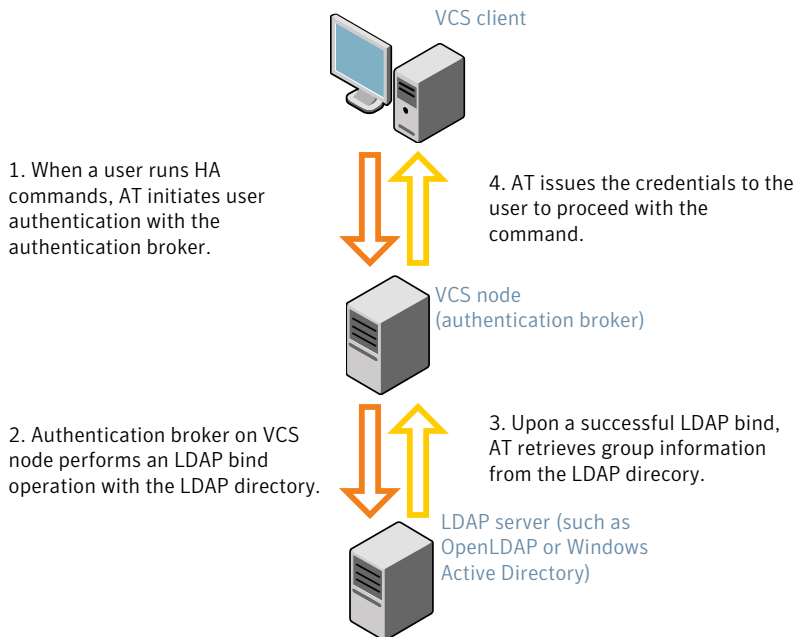 VCS client
1. When a user runs HA
commands, AT initiates user
authentication with the
authentication broker.
4. AT issues the credentials to the
user to proceed with the
command.
VCS node
(authentication broker)
2. Authentication broker on VCS
node performs an LDAP bind
operation with the LDAP directory.
3. Upon a successful LDAP bind,
AT retrieves group information
from the LDAP direcory.
LDAP server (such as
OpenLDAP or Windows
Active Directory)